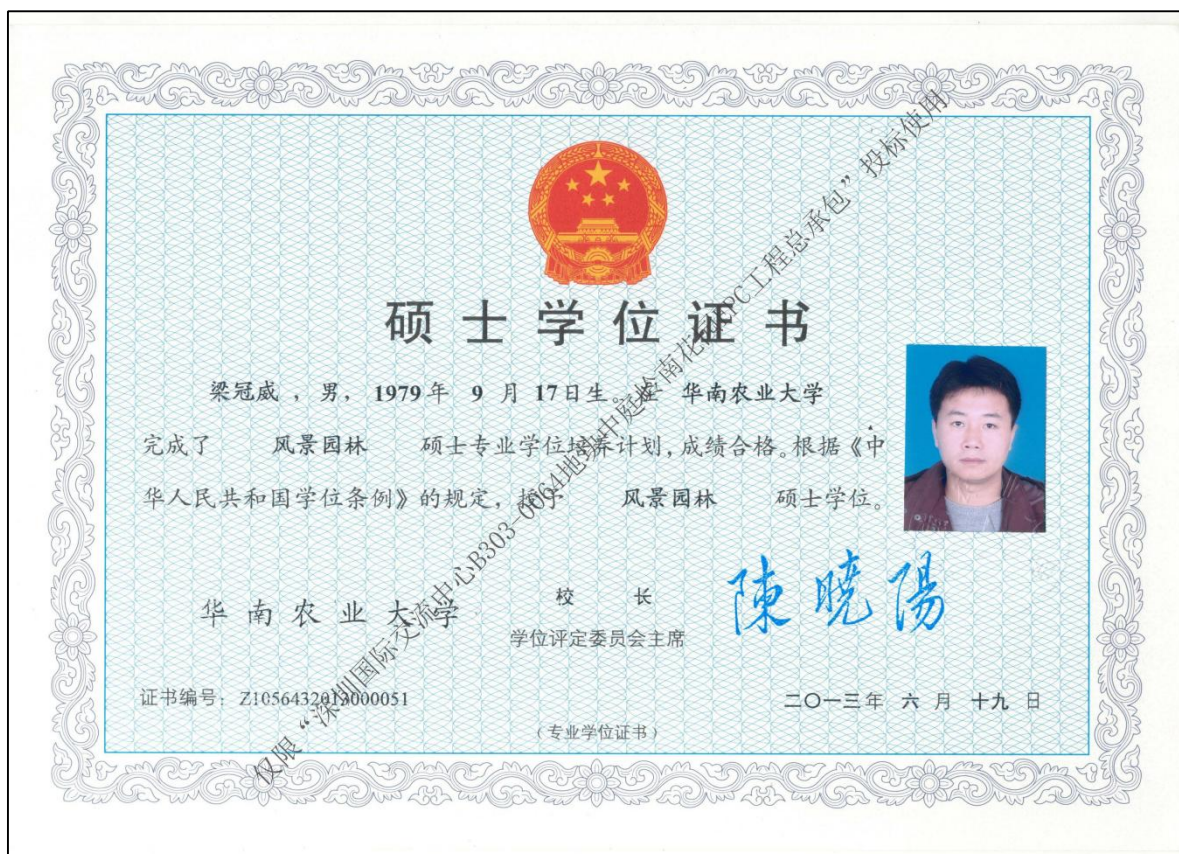 硕士学位证书
梁冠威 ，男， 1979年 9 月 17日生。在 华南农业大学
完成了 风景园林 硕士专业学位培养计划,成绩合格。根据《中
华人民共和国学位条例》的规定，授予 风景园林 硕士学位。
华南农业大学
校 长
学位评定委员会主席
陳曉陽
证书编号：Z1056432013000051
二〇一三年 六 月 十九 日
（专业学位证书）
仅限“深圳国际交流中心B303-0064地块中庭岭南花园EPC工程总承包”投标使用